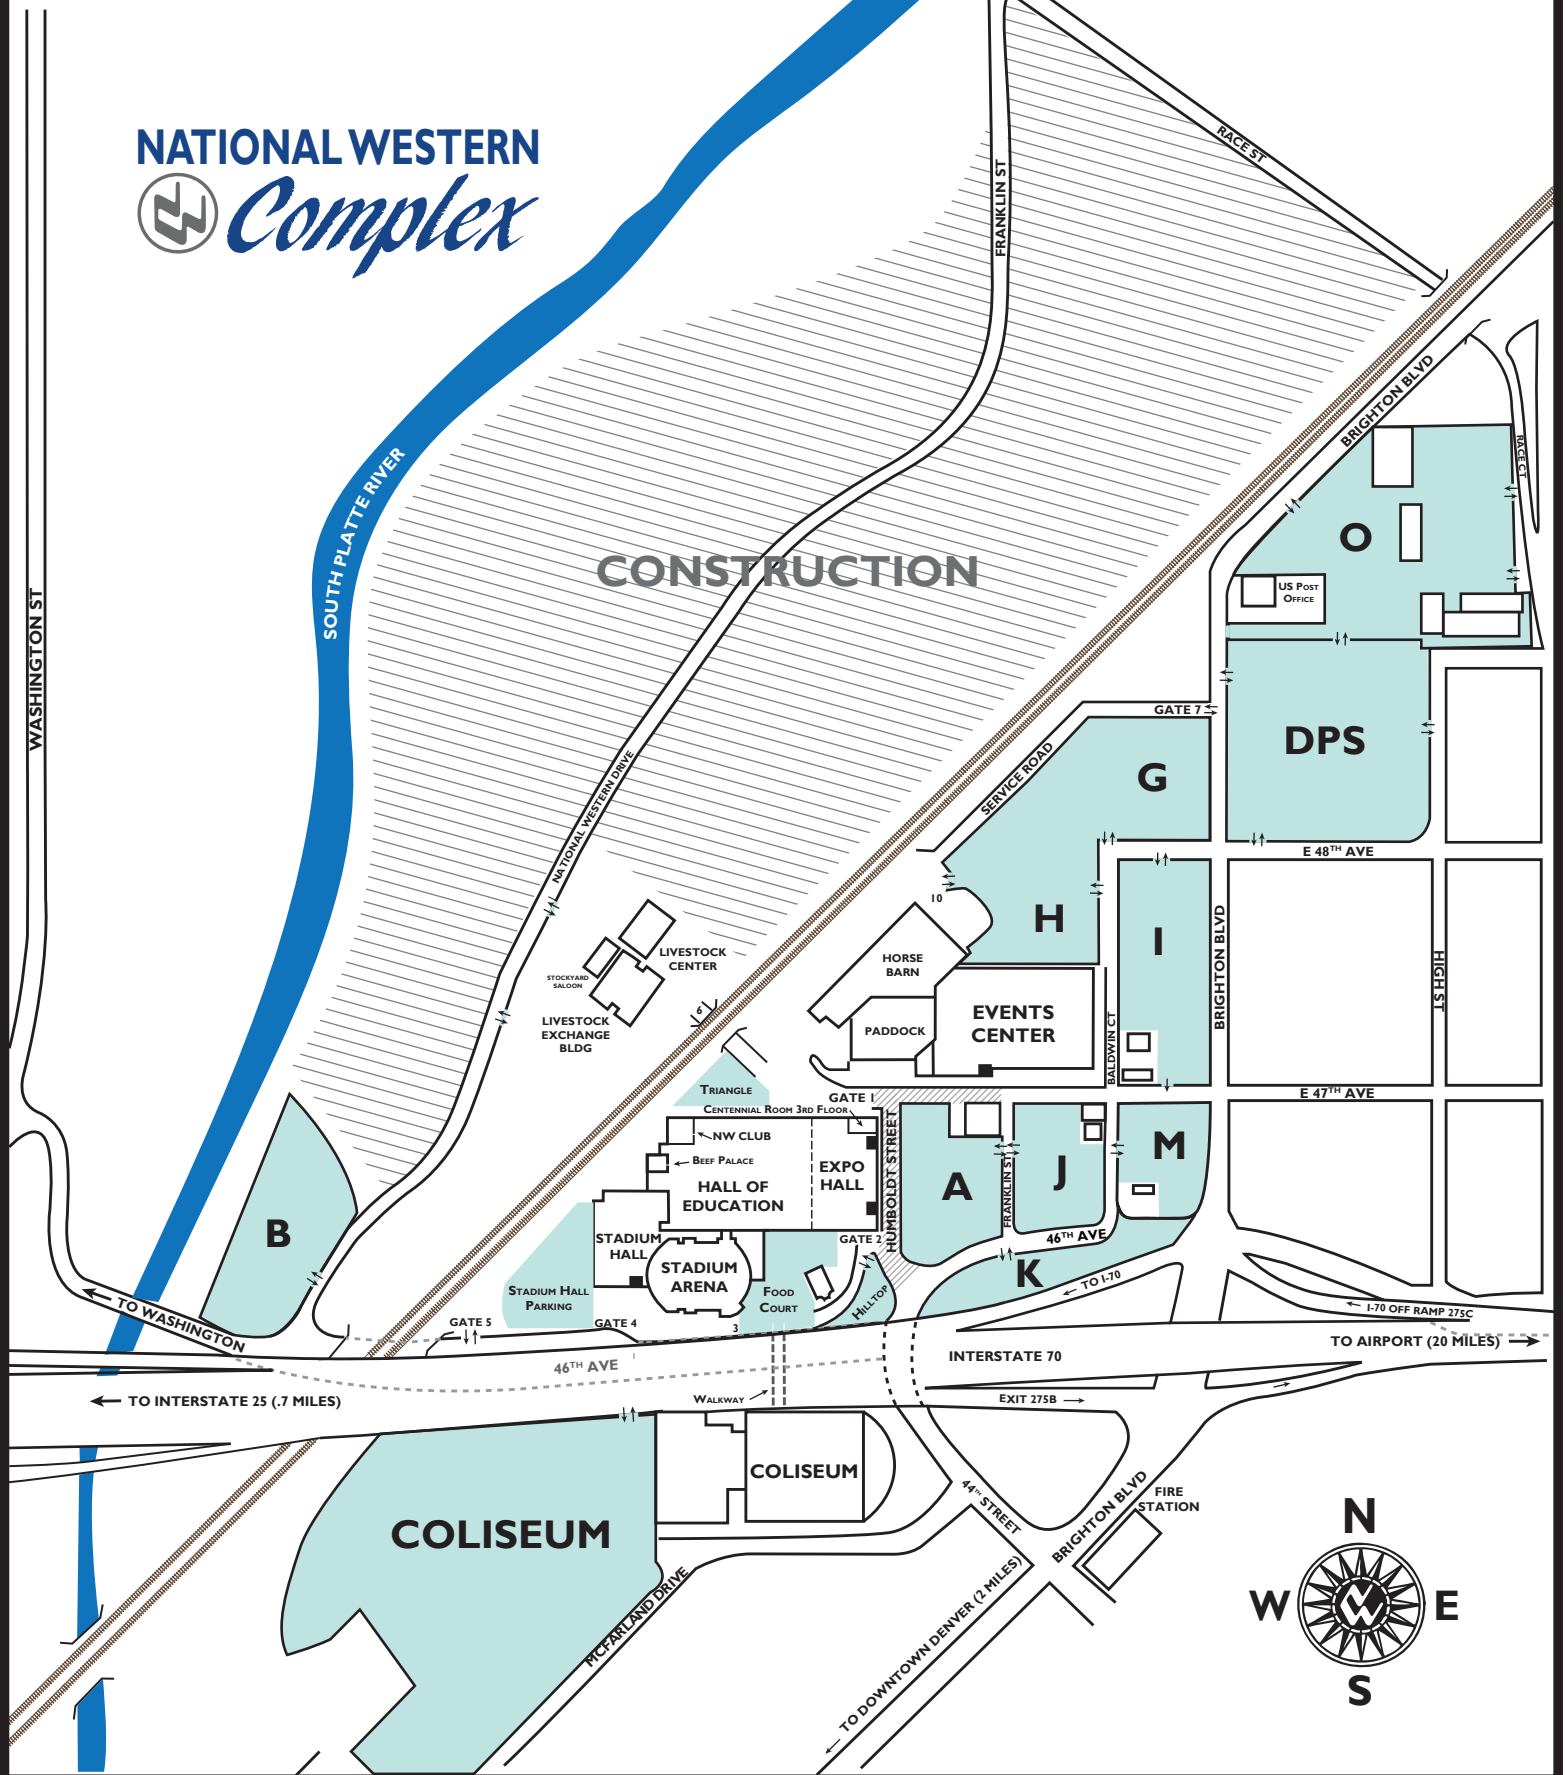 NATIONAL WESTERN
Complex
RACE ST
FRANKLIN ST
BRIGHTON BLVD
RACE CT
SOUTH PLATTE RIVER
WASHINGTON ST
CONSTRUCTION
O
US POST
OFFICE
GATE 7
DPS
SERVICE ROAD
G
NATIONAL WESTERN DRIVE
E 48TH AVE
10
H
I
BRIGHTON BLVD
HIGH ST
LIVESTOCK
CENTER
STOCKYARD
SALOON
LIVESTOCK
EXCHANGE
BLDG
6
HORSE
BARN
PADDOCK
EVENTS
CENTER
BALDWIN CT
TRIANGLE
GATE 1
E 47TH AVE
CENTENNIAL ROOM 3RD FLOOR
NW CLUB
BEEF PALACE
HALL OF
EDUCATION
EXPO
HALL
HUMBOLDT STREET
A
FRANKLIN ST
J
M
B
STADIUM
HALL
GATE 2
46TH AVE
STADIUM
ARENA
K
TO I-70
STADIUM HALL
PARKING
FOOD
COURT
HILLTOP
TO WASHINGTON
GATE 5
GATE 4
3
I-70 OFF RAMP 275C
TO AIRPORT (20 MILES)
46TH AVE
INTERSTATE 70
TO INTERSTATE 25 (.7 MILES)
WALKWAY
EXIT 275B
COLISEUM
COLISEUM
44TH STREET
BRIGHTON BLVD
FIRE
STATION
MCFARLAND DRIVE
TO DOWNTOWN DENVER (2 MILES)
N
W
E
S